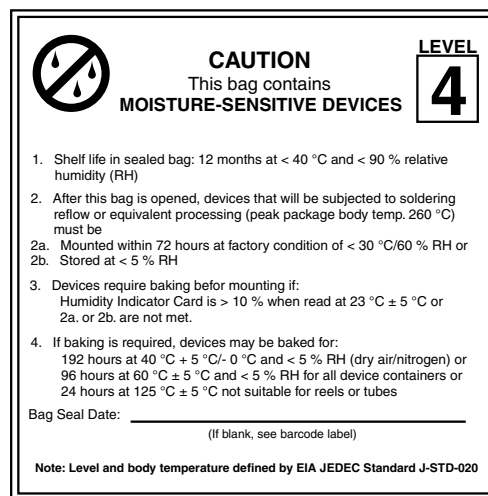 LEVEL
CAUTION
4
This bag contains
MOISTURE-SENSITIVE DEVICES
1. Shelf life in sealed bag: 12 months at < 40 °C and < 90 % relative
humidity (RH)
2. After this bag is opened, devices that will be subjected to soldering
reflow or equivalent processing (peak package body temp. 260 °C)
must be
2a. Mounted within 72 hours at factory condition of < 30 °C/60 % RH or
2b. Stored at < 5 % RH
3. Devices require baking befor mounting if:
Humidity Indicator Card is > 10 % when read at 23 °C ± 5 °C or
2a. or 2b. are not met.
4. If baking is required, devices may be baked for:
192 hours at 40 °C + 5 °C/- 0 °C and < 5 % RH (dry air/nitrogen) or
96 hours at 60 °C ± 5 °C and < 5 % RH for all device containers or
24 hours at 125 °C ± 5 °C not suitable for reels or tubes
Bag Seal Date:
(If blank, see barcode label)
Note: Level and body temperature defined by EIA JEDEC Standard J-STD-020